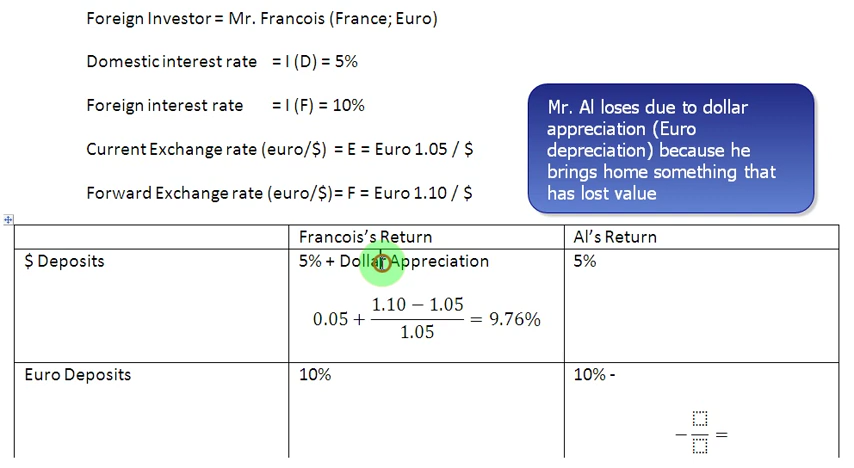 Foreign Investor = Mr. Francois (France; Euro)
Domestic interest rate = I (D) = 5%
Foreign interest rate = I (F) = 10%
Current Exchange rate (euro/$) = E = Euro 1.05 / $
Forward Exchange rate (euro/$)= F = Euro 1.10 / $
Mr. Al loses due to dollar
appreciation (Euro
depreciation) because he
brings home something that
has lost value
Francois's Return
Al's Return
$ Deposits
5% + Dollar Appreciation
5%
0.05 + (1.10 − 1.05)/1.05 = 9.76%
Euro Deposits
10%
10% -
− =